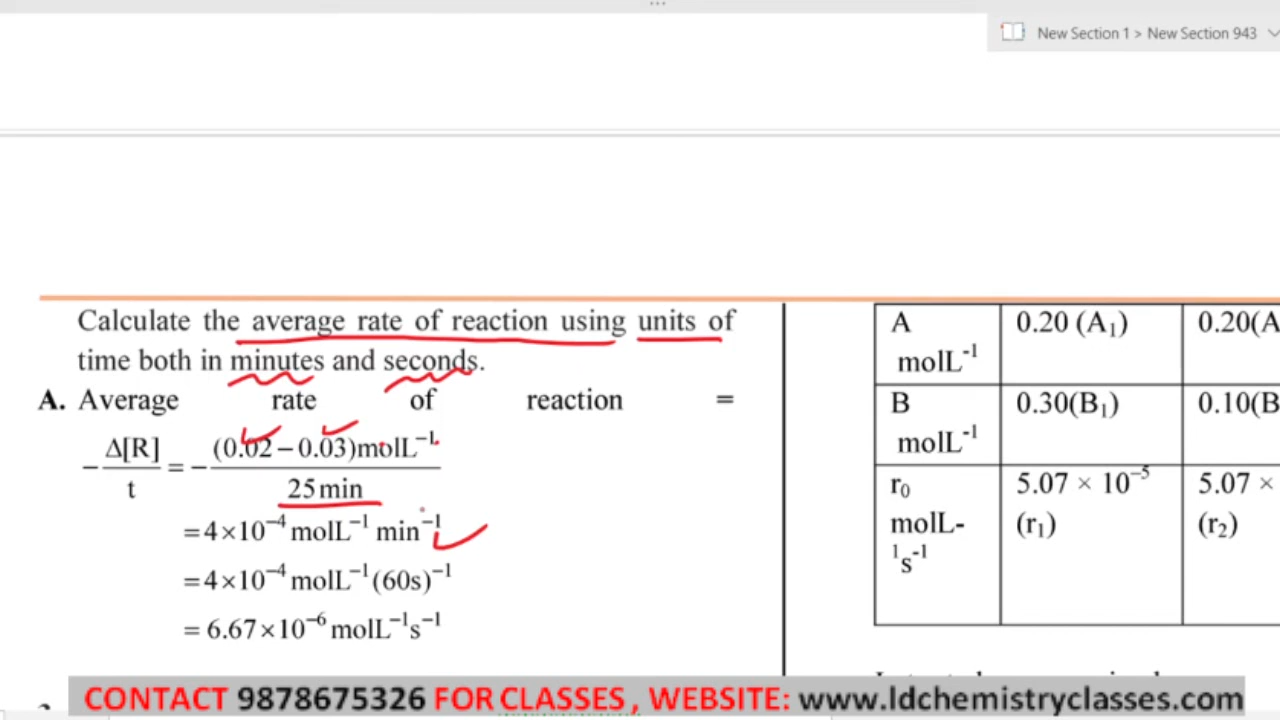 New Section 1 > New Section 943
Calculate the average rate of reaction using units of
time both in minutes and seconds.
A. Average rate of reaction =
−Δ[R]/t = −(0.02 – 0.03)molL⁻¹/25 min
= 4×10⁻⁴ molL⁻¹ min⁻¹
= 4×10⁻⁴ molL⁻¹ (60s)⁻¹
= 6.67×10⁻⁶ molL⁻¹s⁻¹
A molL⁻¹ 0.20 (A₁) 0.20(A
B molL⁻¹ 0.30(B₁) 0.10(B
r₀ molL-¹s⁻¹ 5.07 × 10⁻⁵ (r₁) 5.07 × (r₂)
CONTACT 9878675326 FOR CLASSES , WEBSITE: www.ldchemistryclasses.com